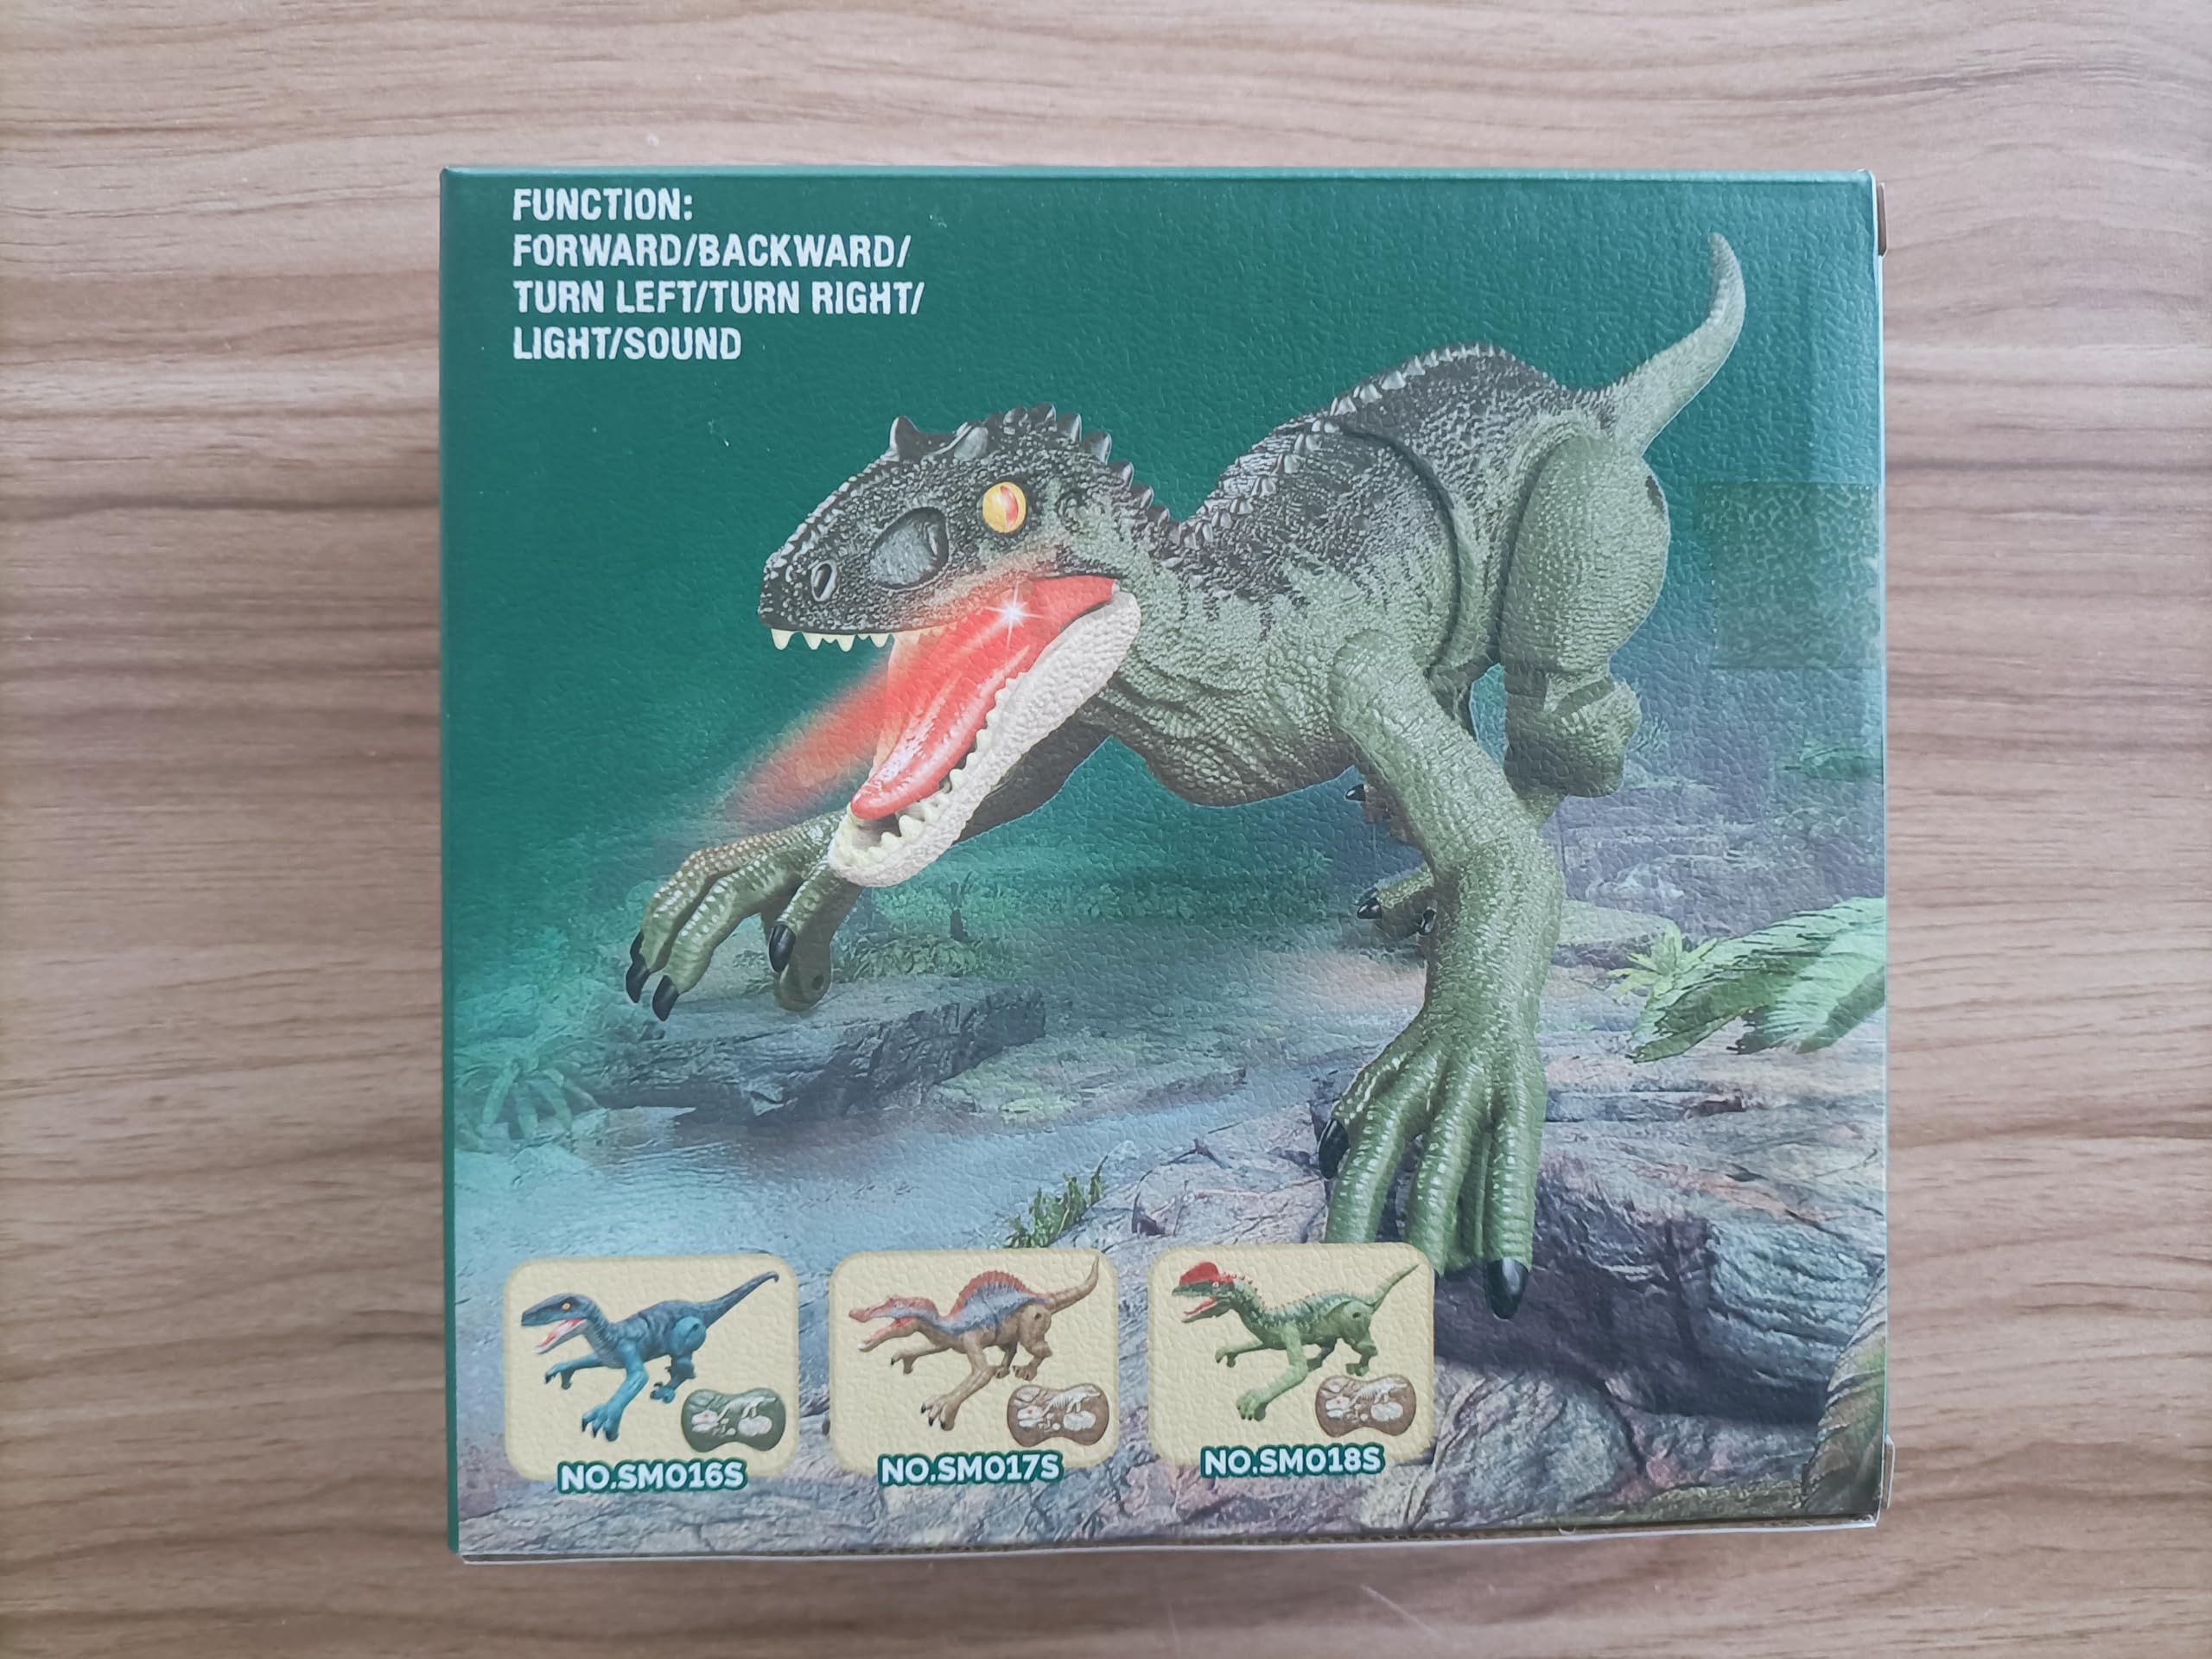 FUNCTION:
FORWARD/BACKWARD/
TURN LEFT/TURN RIGHT/
LIGHT/SOUND
NO.SM016S
NO.SM017S
NO.SM018S